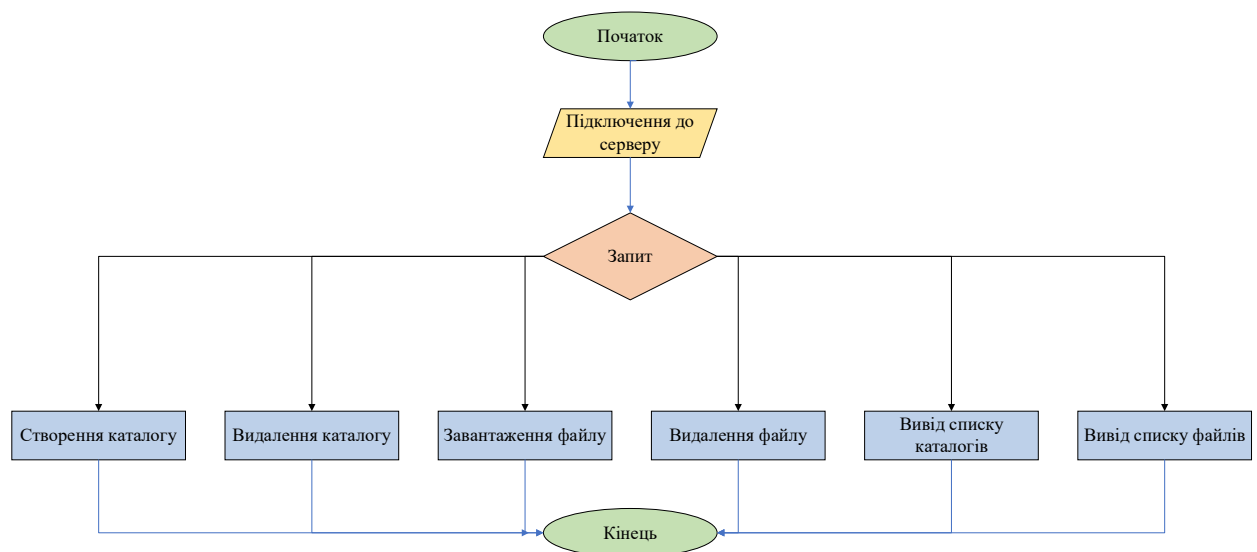 Початок
Підключення до
серверу
Запит
Створення каталогу
Видалення каталогу
Завантаження файлу
Видалення файлу
Вивід списку
каталогів
Вивід списку файлів
Кінець